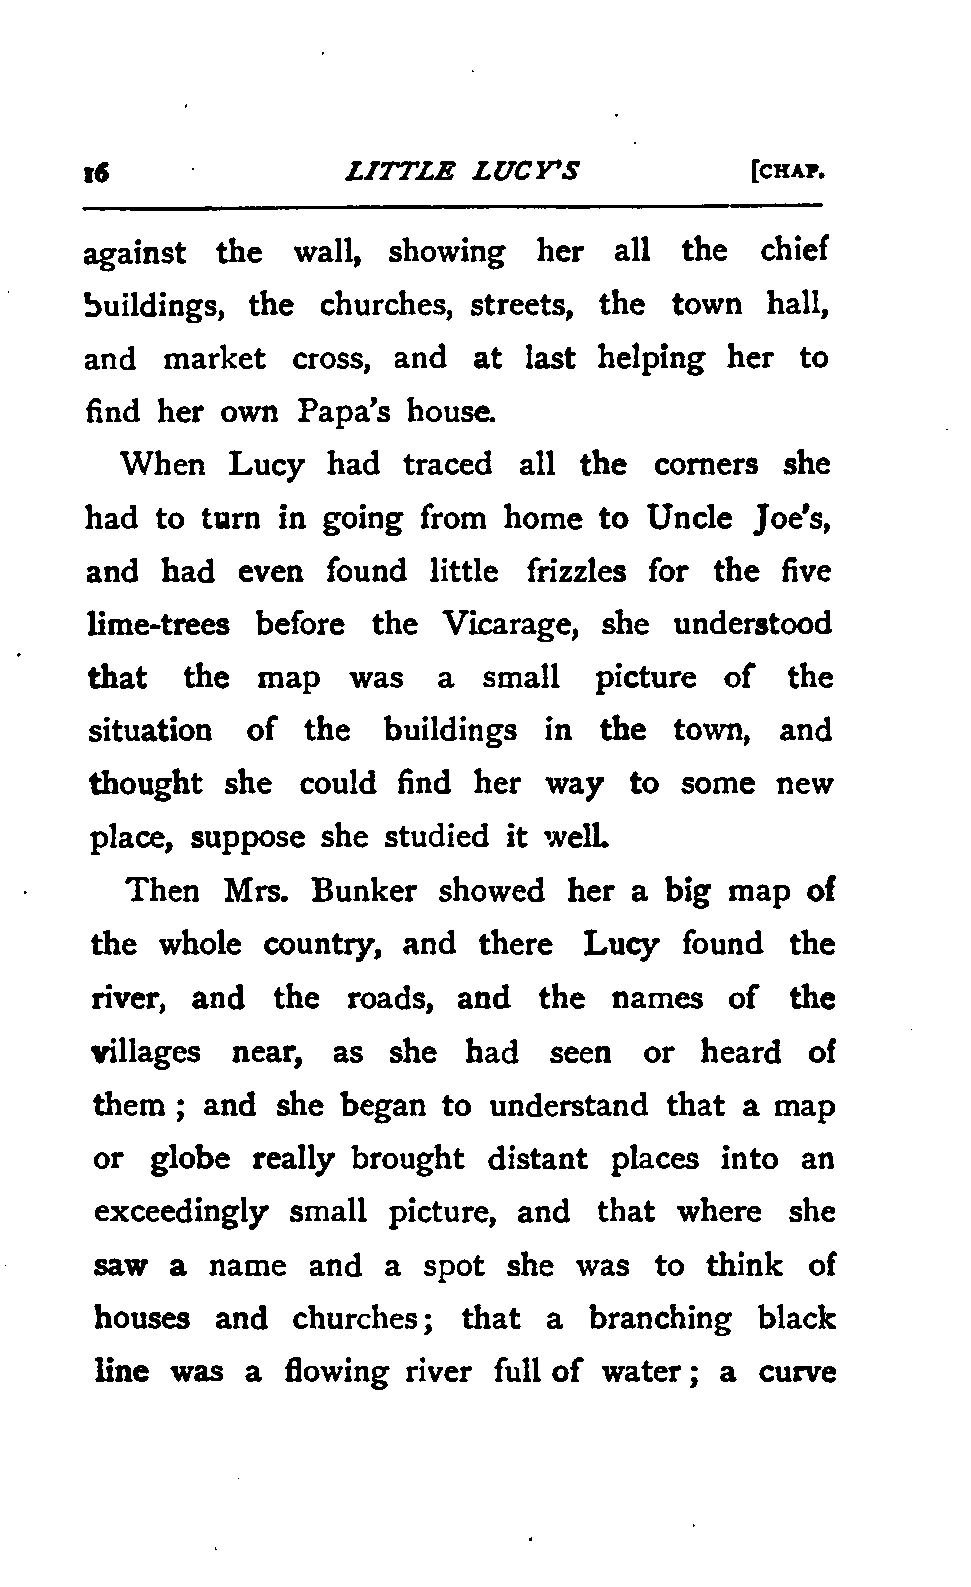 16 LITTLE LUCY'S [CHAP.
against the wall, showing her all the chief
buildings, the churches, streets, the town hall,
and market cross, and at last helping her to
find her own Papa's house.
When Lucy had traced all the corners she
had to turn in going from home to Uncle Joe's,
and had even found little frizzles for the five
lime-trees before the Vicarage, she understood
that the map was a small picture of the
situation of the buildings in the town, and
thought she could find her way to some new
place, suppose she studied it well.
Then Mrs. Bunker showed her a big map of
the whole country, and there Lucy found the
river, and the roads, and the names of the
villages near, as she had seen or heard of
them ; and she began to understand that a map
or globe really brought distant places into an
exceedingly small picture, and that where she
saw a name and a spot she was to think of
houses and churches; that a branching black
line was a flowing river full of water ; a curve